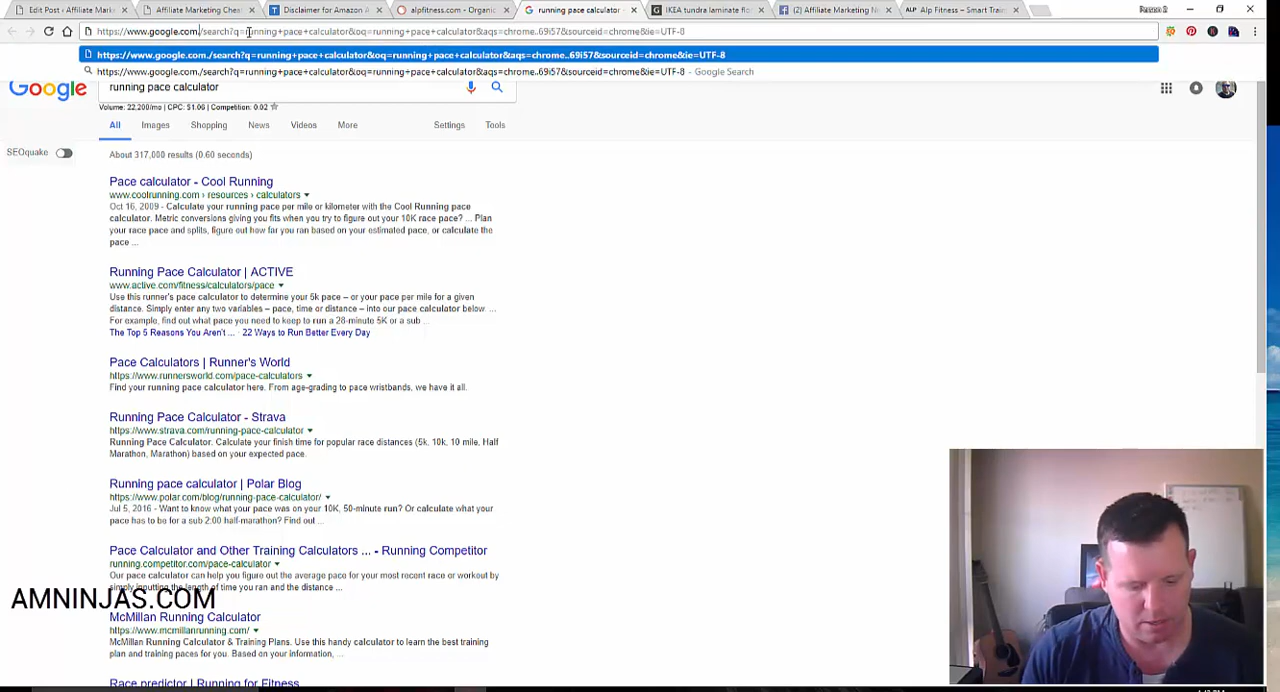 Edit Post ‹ Affiliate Mark
Affiliate Marketing Ches
Disclaimer for Amazon A
alpfitness.com - Organic
running pace calculator
IKEA tundra laminate flo
(2) Affiliate Marketing N
ALP Alp Fitness – Smart Train
Person 2
https://www.google.com./search?q=running+pace+calculator&oq=running+pace+calculator&aqs=chrome..69i57&sourceid=chrome&ie=UTF-8
https://www.google.com./search?q=running+pace+calculator&oq=running+pace+calculator&aqs=chrome..69i57&sourceid=chrome&ie=UTF-8
https://www.google.com./search?q=running+pace+calculator&oq=running+pace+calculator&aqs=chrome..69i57&sourceid=chrome&ie=UTF-8 - Google Search
Google
running pace calculator
Volume: 22,200/mo | CPC: $1.06 | Competition: 0.02
All Images Shopping News Videos More Settings Tools
SEOquake
About 317,000 results (0.60 seconds)
Pace calculator - Cool Running
www.coolrunning.com › resources › calculators
Oct 16, 2009 - Calculate your running pace per mile or kilometer with the Cool Running pace
calculator. Metric conversions giving you fits when you try to figure out your 10K race pace? ... Plan
your race pace and splits, figure out how far you ran based on your estimated pace, or calculate the
pace ...
Running Pace Calculator | ACTIVE
www.active.com/fitness/calculators/pace
Use this runner's pace calculator to determine your 5k pace – or your pace per mile for a given
distance. Simply enter any two variables – pace, time or distance – into our pace calculator below. ...
For example, find out what pace you need to keep to run a 28-minute 5K or a sub ...
The Top 5 Reasons You Aren't ... · 22 Ways to Run Better Every Day
Pace Calculators | Runner's World
https://www.runnersworld.com/pace-calculators
Find your running pace calculator here. From age-grading to pace wristbands, we have it all.
Running Pace Calculator - Strava
https://www.strava.com/running-pace-calculator
Running Pace Calculator. Calculate your finish time for popular race distances (5k, 10k, 10 mile, Half
Marathon, Marathon) based on your expected pace.
Running pace calculator | Polar Blog
https://www.polar.com/blog/running-pace-calculator/
Jul 5, 2016 - Want to know what your pace was on your 10K, 50-minute run? Or calculate what your
pace has to be for a sub 2:00 half-marathon? Find out ...
Pace Calculator and Other Training Calculators ... - Running Competitor
running.competitor.com/pace-calculator
Our pace calculator can help you figure out the average pace for your most recent race or workout by
simply inputting the length of time you ran and the distance ...
AMNINJAS.COM
McMillan Running Calculator
https://www.mcmillanrunning.com/
McMillan Running Calculator & Training Plans. Use this handy calculator to learn the best training
plan and training paces for you. Based on your information, ...
Race predictor | Running for Fitness